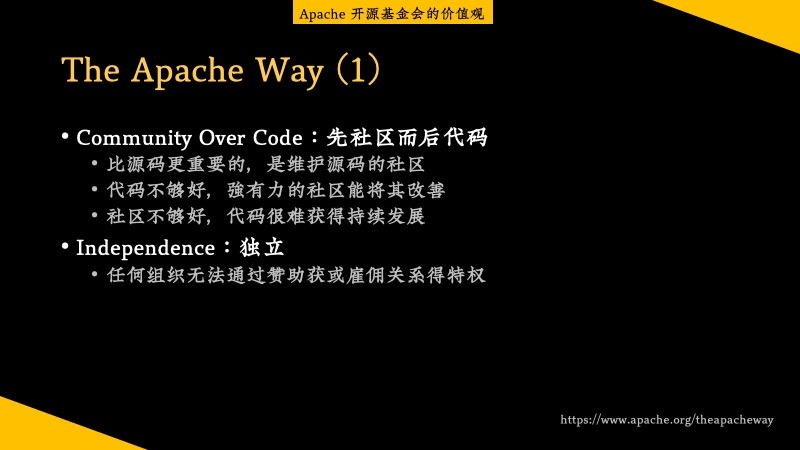 Apache 开源基金会的价值观
The Apache Way (1)
• Community Over Code：先社区而后代码
• 比源码更重要的，是维护源码的社区
• 代码不够好，强有力的社区能将其改善
• 社区不够好，代码很难获得持续发展
• Independence：独立
• 任何组织无法通过赞助获或雇佣关系得特权
https://www.apache.org/theapacheway